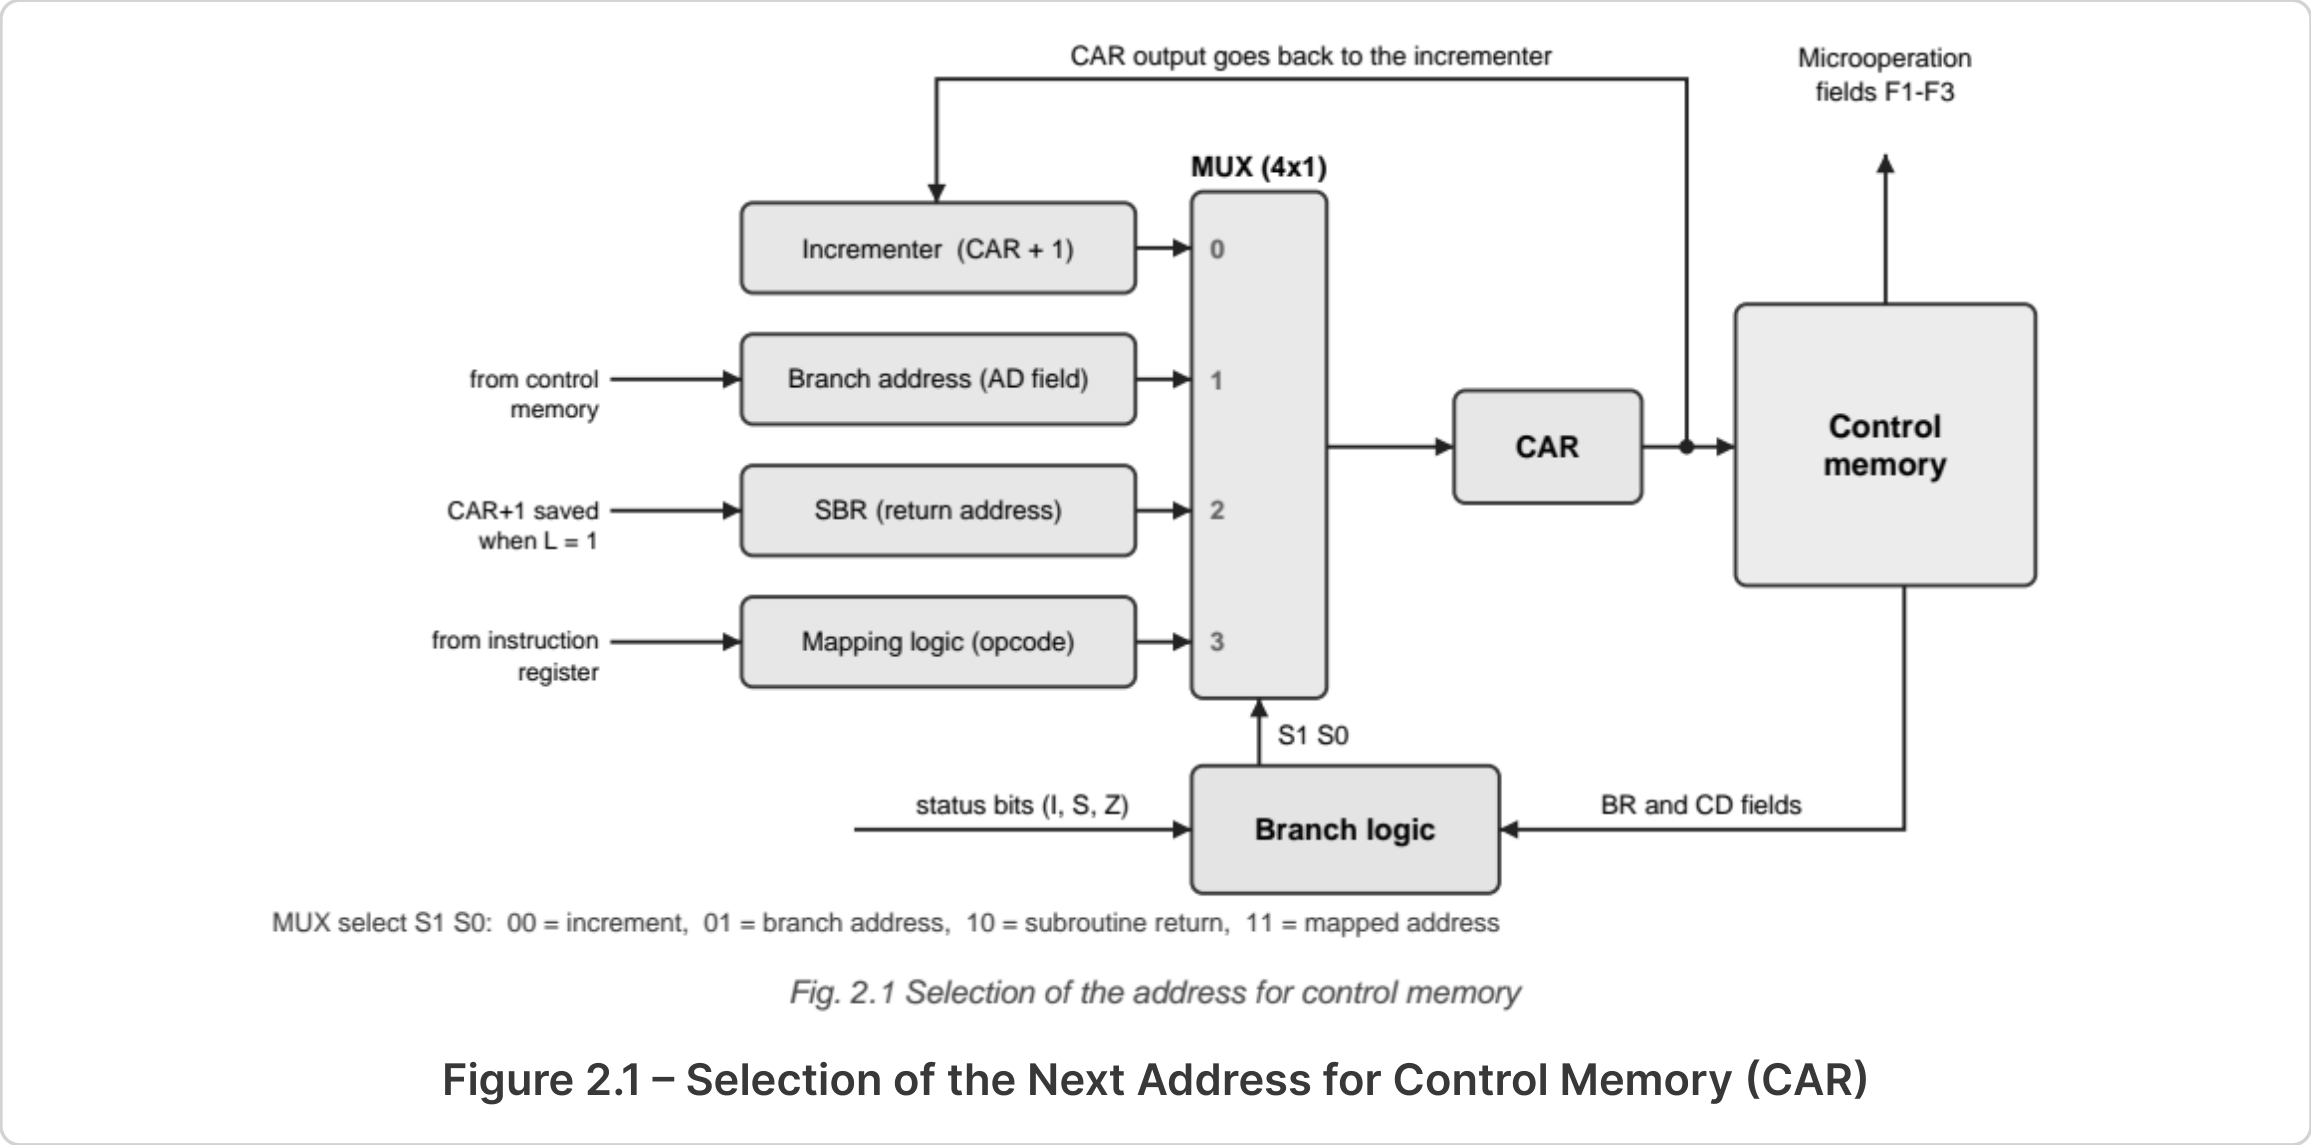 CAR output goes back to the incrementer
Microoperation
fields F1-F3
MUX (4x1)
Incrementer (CAR + 1)
0
from control
memory
Branch address (AD field)
1
CAR
Control
memory
CAR+1 saved
when L = 1
SBR (return address)
2
from instruction
register
Mapping logic (opcode)
3
S1 S0
status bits (I, S, Z)
Branch logic
BR and CD fields
MUX select S1 S0: 00 = increment, 01 = branch address, 10 = subroutine return, 11 = mapped address
Fig. 2.1 Selection of the address for control memory
Figure 2.1 – Selection of the Next Address for Control Memory (CAR)